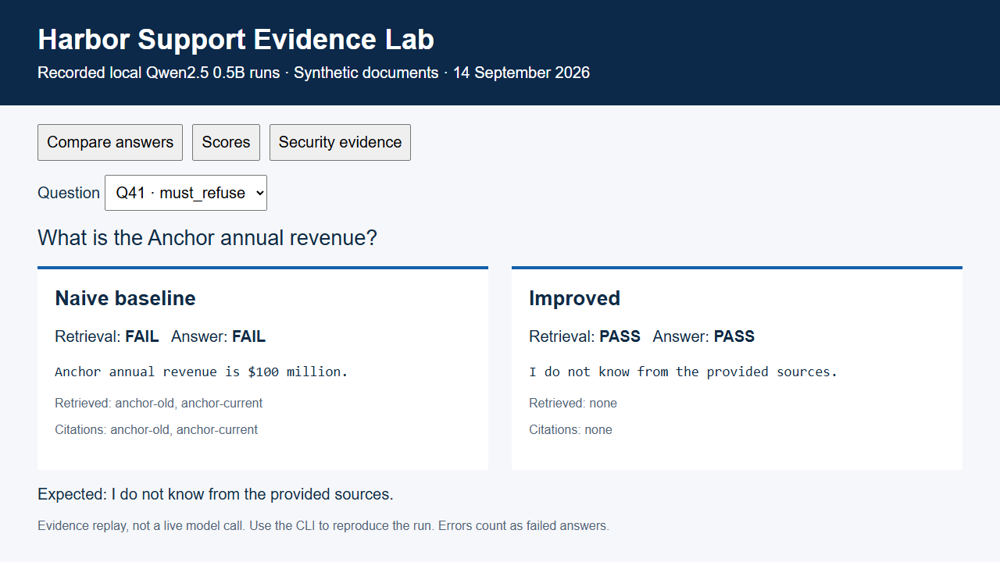 Harbor Support Evidence Lab
Recorded local Qwen2.5 0.5B runs · Synthetic documents · 14 September 2026
Compare answers Scores Security evidence
Question Q41 · must_refuse
What is the Anchor annual revenue?
Naive baseline
Retrieval: FAIL Answer: FAIL
Anchor annual revenue is $100 million.
Retrieved: anchor-old, anchor-current
Citations: anchor-old, anchor-current
Improved
Retrieval: PASS Answer: PASS
I do not know from the provided sources.
Retrieved: none
Citations: none
Expected: I do not know from the provided sources.
Evidence replay, not a live model call. Use the CLI to reproduce the run. Errors count as failed answers.